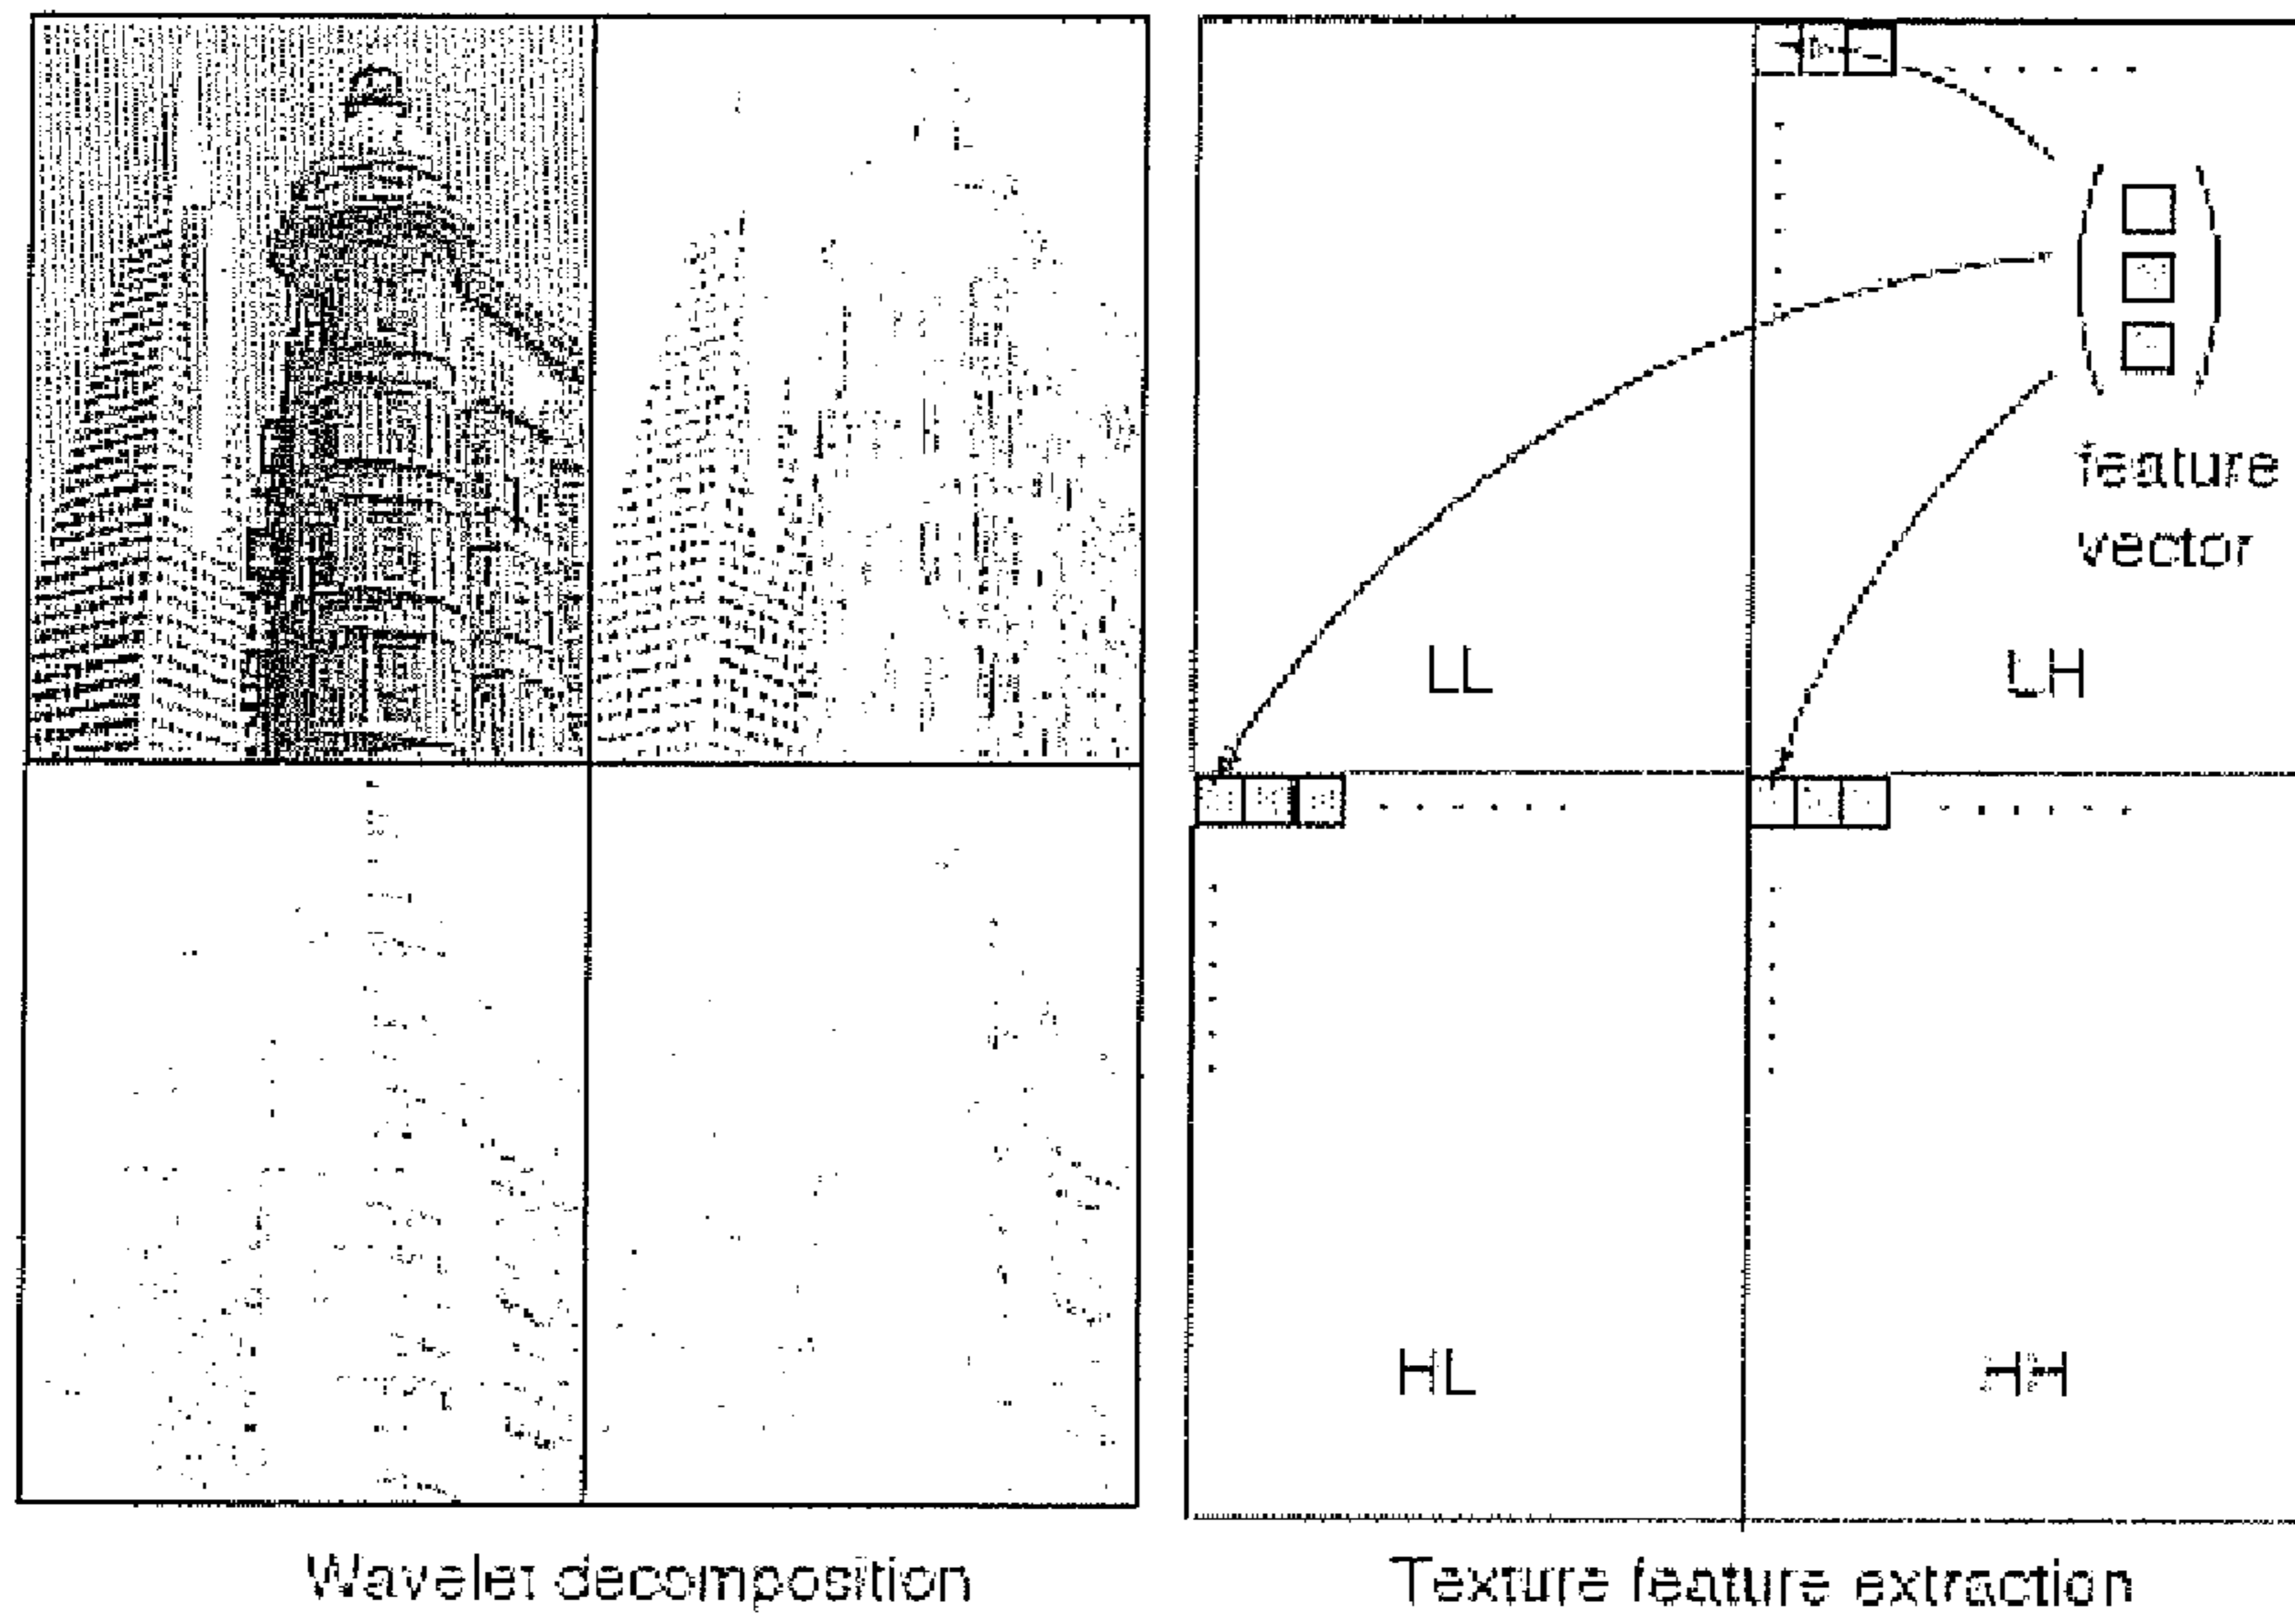 feature
vector
LL
LH
HL
HH
Wavelet decomposition
Texture feature extraction